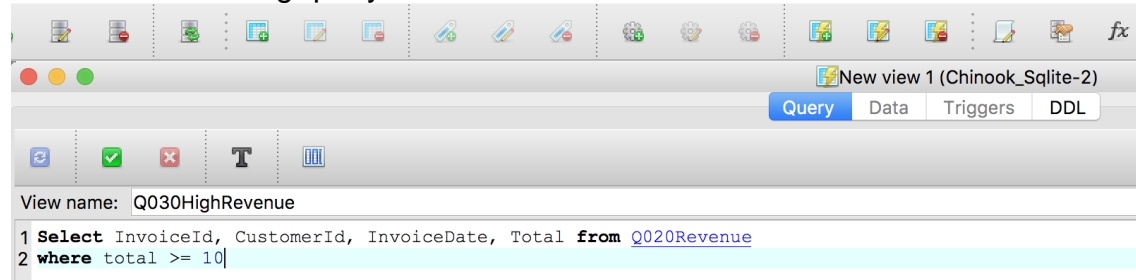 fx
New view 1 (Chinook_Sqlite-2)
Query Data Triggers DDL
T
View name: Q030HighRevenue
1 Select InvoiceId, CustomerId, InvoiceDate, Total from Q020Revenue
2 where total >= 10